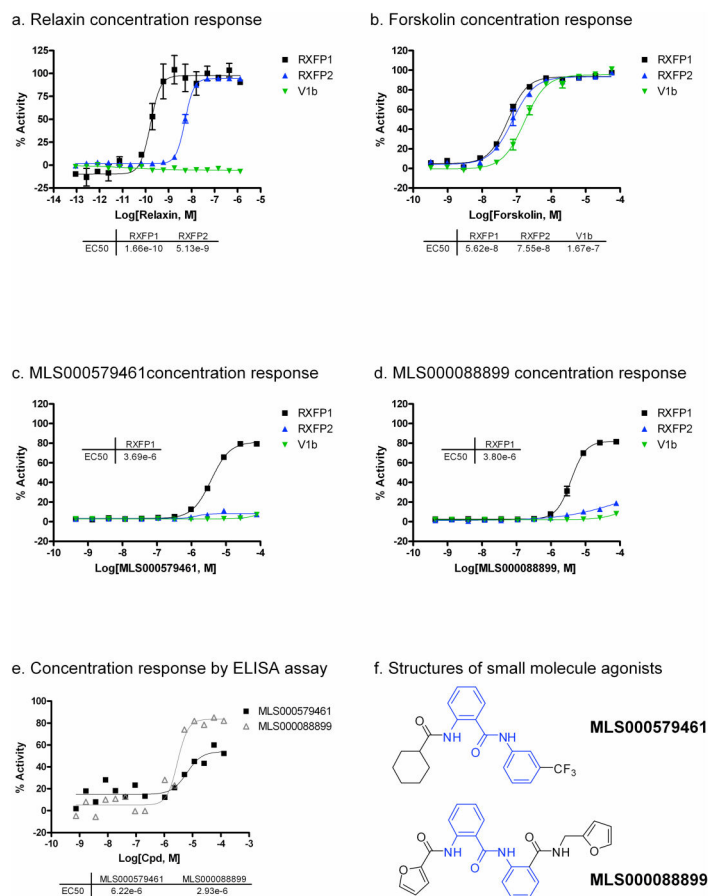 a. Relaxin concentration response
125
100
75
50
25
0
-25
% Activity
-14 -13 -12 -11 -10 -9 -8 -7 -6 -5
Log[Relaxin, M]
RXFP1
RXFP2
V1b
RXFP1 RXFP2
EC50 1.66e-10 5.13e-9
b. Forskolin concentration response
120
100
80
60
40
20
0
-20
% Activity
-10 -9 -8 -7 -6 -5 -4
Log[Forskolin, M]
RXFP1
RXFP2
V1b
RXFP1 RXFP2 V1b
EC50 5.62e-8 7.55e-8 1.67e-7
c. MLS000579461concentration response
120
100
80
60
40
20
0
-20
% Activity
RXFP1
EC50 3.69e-6
-10 -9 -8 -7 -6 -5 -4
Log[MLS000579461, M]
RXFP1
RXFP2
V1b
d. MLS000088899 concentration response
120
100
80
60
40
20
0
-20
% Activity
RXFP1
EC50 3.80e-6
-10 -9 -8 -7 -6 -5 -4
Log[MLS000088899, M]
RXFP1
RXFP2
V1b
e. Concentration response by ELISA assay
100
80
60
40
20
0
-20
% Activity
-10 -9 -8 -7 -6 -5 -4 -3
Log[Cpd, M]
MLS000579461
MLS000088899
MLS000579461 MLS000088899
EC50 6.22e-6 2.93e-6
f. Structures of small molecule agonists
O
NH
O
NH
CF3
MLS000579461
O
O
NH
O
NH
O
NH
O
MLS000088899